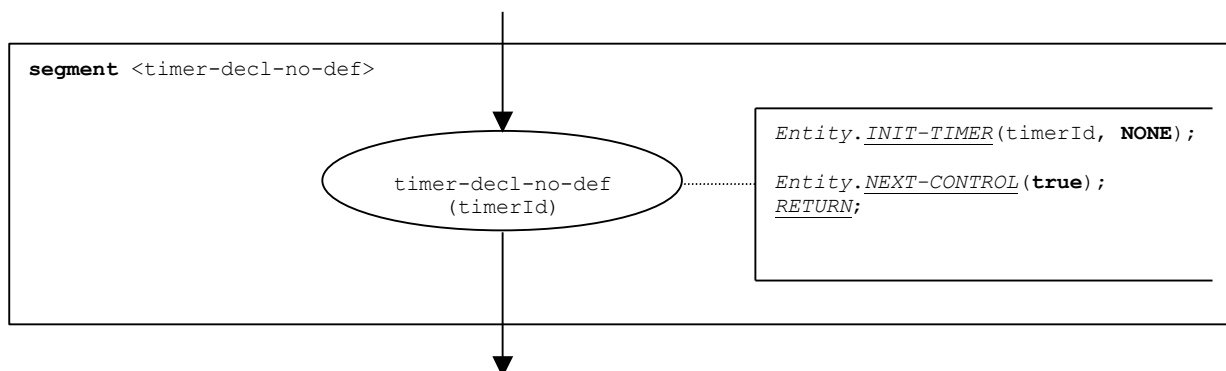 segment <timer-decl-no-def>
timer-decl-no-def
(timerId)
Entity.INIT-TIMER(timerId, NONE);
Entity.NEXT-CONTROL(true);
RETURN;